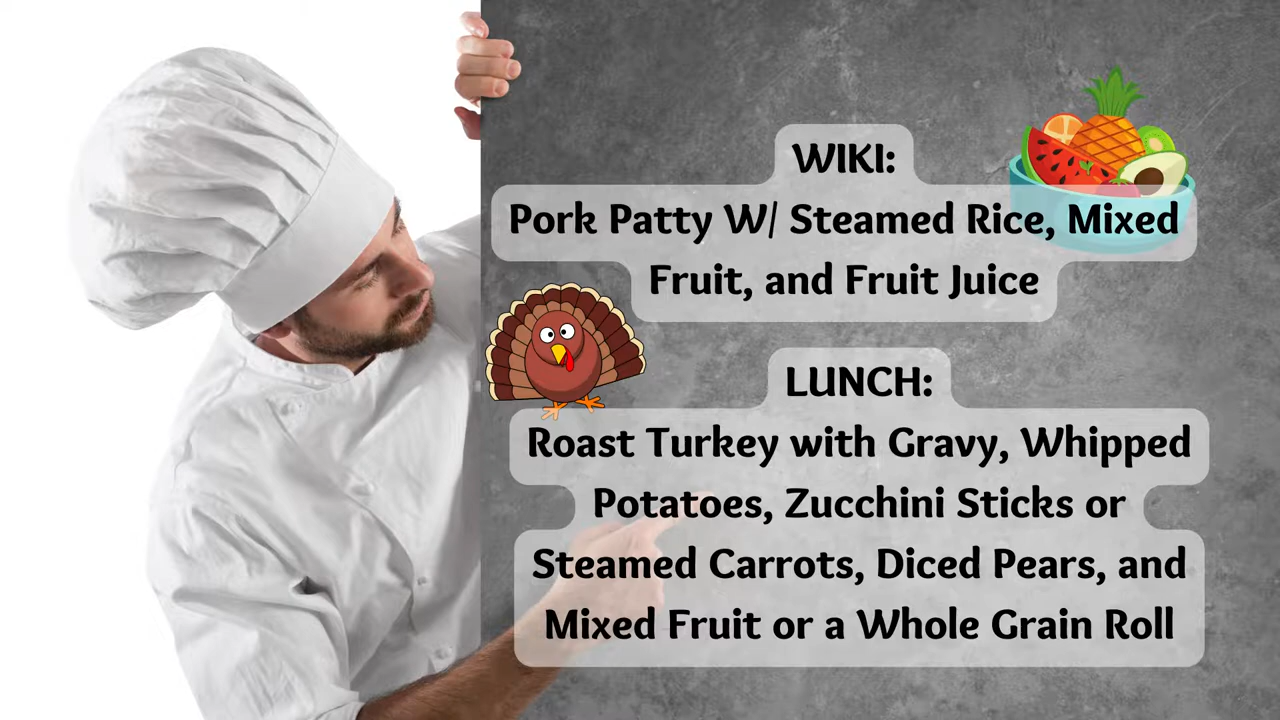 WIKI:
Pork Patty W/ Steamed Rice, Mixed
Fruit, and Fruit Juice
LUNCH:
Roast Turkey with Gravy, Whipped
Potatoes, Zucchini Sticks or
Steamed Carrots, Diced Pears, and
Mixed Fruit or a Whole Grain Roll